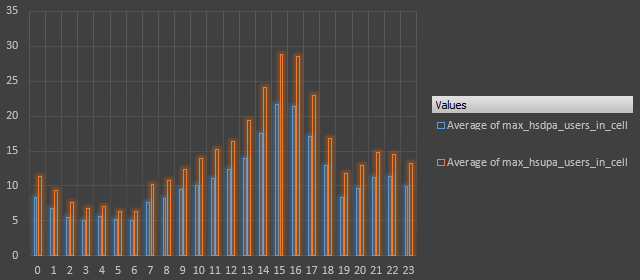 35
30
25
20
15
10
5
0
0 1 2 3 4 5 6 7 8 9 10 11 12 13 14 15 16 17 18 19 20 21 22 23
Values
Average of max_hsdpa_users_in_cell
Average of max_hsupa_users_in_cell